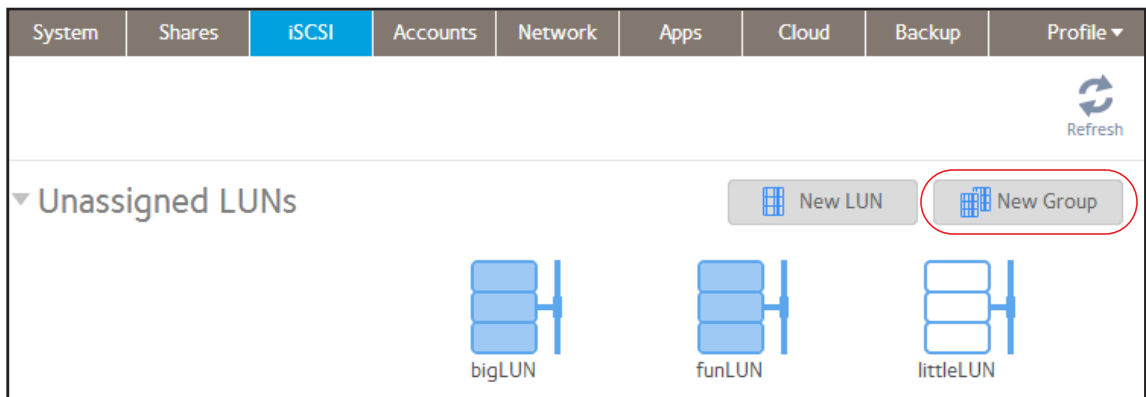 System Shares iSCSI Accounts Network Apps Cloud Backup Profile
Refresh
Unassigned LUNs New LUN New Group
bigLUN funLUN littleLUN